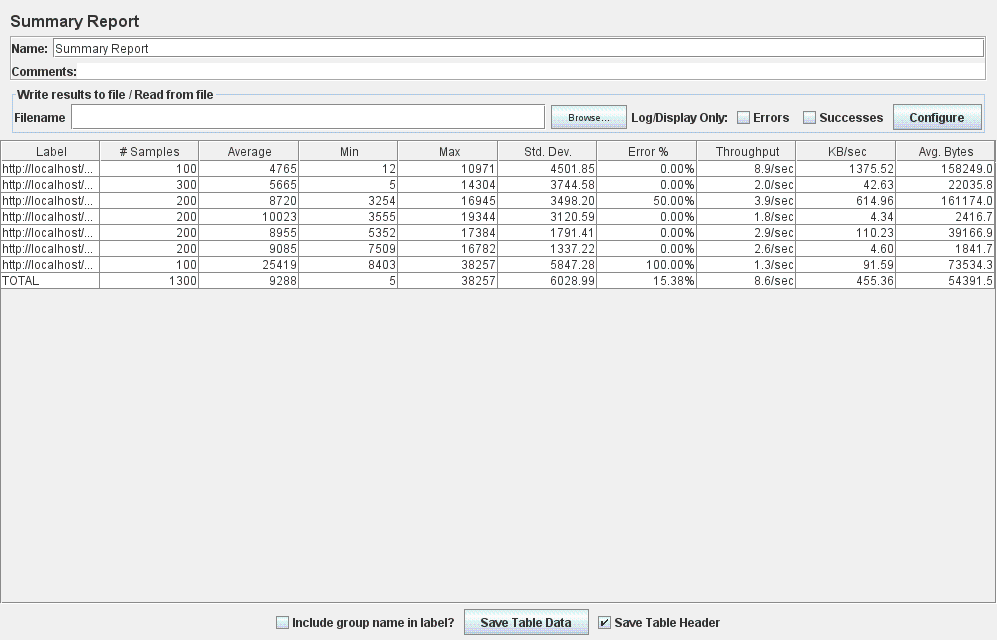 Summary Report
Name: Summary Report
Comments:
Write results to file / Read from file
Filename Browse... Log/Display Only: Errors Successes Configure
Label # Samples Average Min Max Std. Dev. Error % Throughput KB/sec Avg. Bytes
http://localhost/... 100 4765 12 10971 4501.85 0.00% 8.9/sec 1375.52 158249.0
http://localhost/... 300 5665 5 14304 3744.58 0.00% 2.0/sec 42.63 22035.8
http://localhost/... 200 8720 3254 16945 3498.20 50.00% 3.9/sec 614.96 161174.0
http://localhost/... 200 10023 3555 19344 3120.59 0.00% 1.8/sec 4.34 2416.7
http://localhost/... 200 8955 5352 17384 1791.41 0.00% 2.9/sec 110.23 39166.9
http://localhost/... 200 9085 7509 16782 1337.22 0.00% 2.6/sec 4.60 1841.7
http://localhost/... 100 25419 8403 38257 5847.28 100.00% 1.3/sec 91.59 73534.3
TOTAL 1300 9288 5 38257 6028.99 15.38% 8.6/sec 455.36 54391.5
Include group name in label? Save Table Data Save Table Header